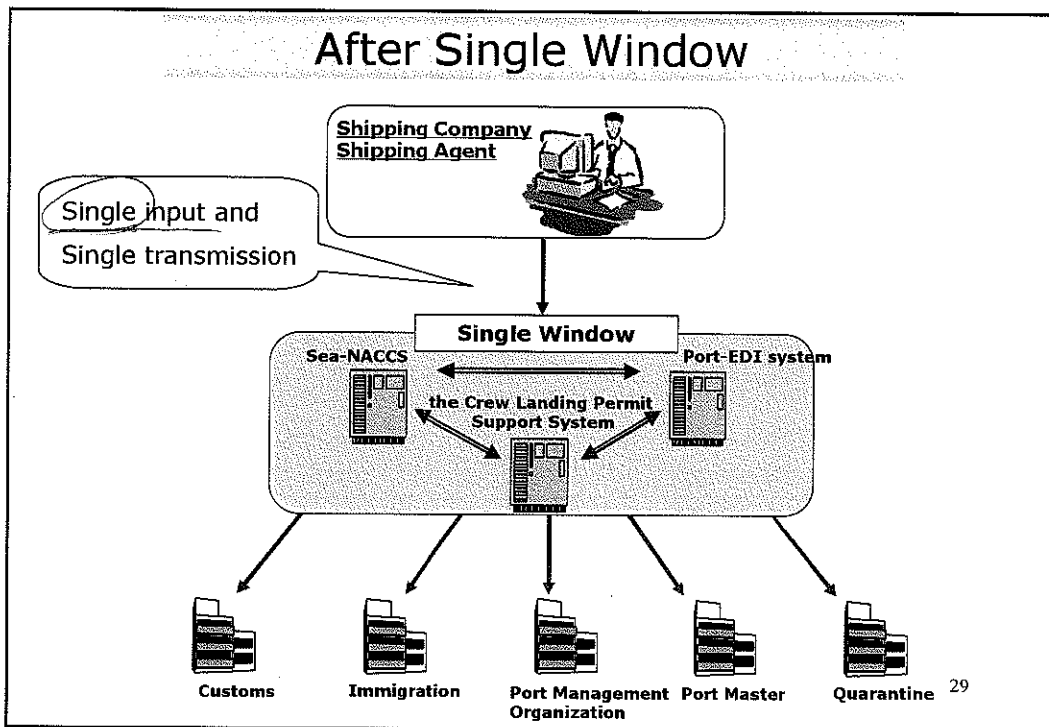 After Single Window
Shipping Company
Shipping Agent
Single input and
Single transmission
Single Window
Sea-NACCS
Port-EDI system
the Crew Landing Permit
Support System
Customs
Immigration
Port Management
Organization
Port Master
Quarantine
29